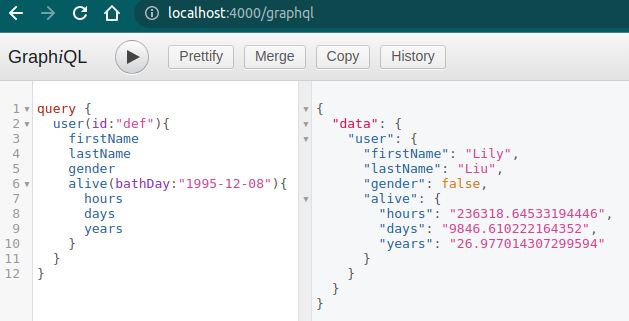 localhost:4000/graphql
GraphiQL
Prettify
Merge
Copy
History
1 query {
2 user(id:"def"){
3 firstName
4 lastName
5 gender
6 alive(bathDay:"1995-12-08"){
7 hours
8 days
9 years
10 }
11 }
12 }
{
"data": {
"user": {
"firstName": "Lily",
"lastName": "Liu",
"gender": false,
"alive": {
"hours": "236318.64533194446",
"days": "9846.610222164352",
"years": "26.977014307299594"
}
}
}
}